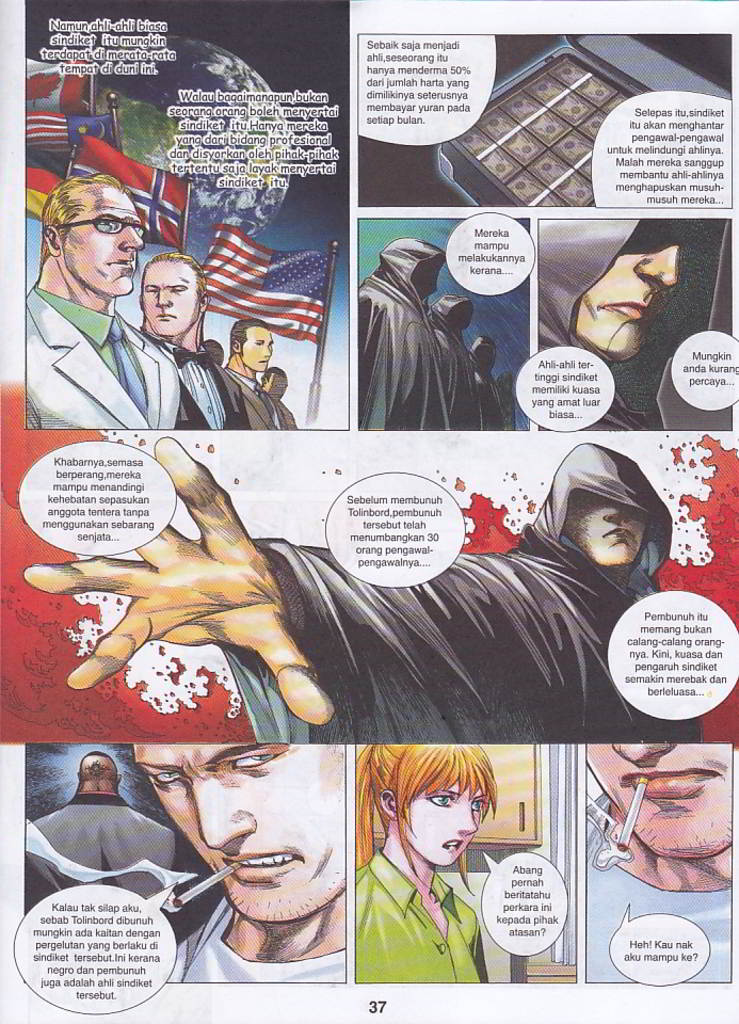 Namun,ahli-ahli biasa
sindiket itu mungkin
terdapat di merata-rata
tempat di duni ini.
Walau bagaimanapun,bukan
seorang,orang boleh menyertai
sindiket itu.Hanya mereka
yang dari bidang profesional
dan disyorkan oleh pihak-pihak
tertentu saja layak menyertai
sindiket itu.
Sebaik saja menjadi
ahli,seseorang itu
hanya menderma 50%
dari jumlah harta yang
dimilikinya seterusnya
membayar yuran pada
setiap bulan.
Selepas itu,sindiket
itu akan menghantar
pengawal-pengawal
untuk melindungi ahlinya.
Malah mereka sanggup
membantu ahli-ahlinya
menghapuskan musuh-
musuh mereka...
Mereka
mampu
melakukannya
kerana....
Ahli-ahli ter-
tinggi sindiket
memiliki kuasa
yang amat luar
biasa...
Mungkin
anda kurang
percaya...
Khabarnya,semasa
berperang,mereka
mampu menandingi
kehebatan sepasukan
anggota tentera tanpa
menggunakan sebarang
senjata...
Sebelum membunuh
Tolinbord,pembunuh
tersebut telah
menumbangkan 30
orang pengawal-
pengawalnya....
Pembunuh itu
memang bukan
calang-calang orang-
nya. Kini, kuasa dan
pengaruh sindiket
semakin merebak dan
berleluasa...
Kalau tak silap aku,
sebab Tolinbord dibunuh
mungkin ada kaitan dengan
pergelutan yang berlaku di
sindiket tersebut.Ini kerana
negro dan pembunuh
juga adalah ahli sindiket
tersebut.
Abang
pernah
beritatahu
perkara ini
kepada pihak
atasan?
Heh! Kau nak
aku mampu ke?
37